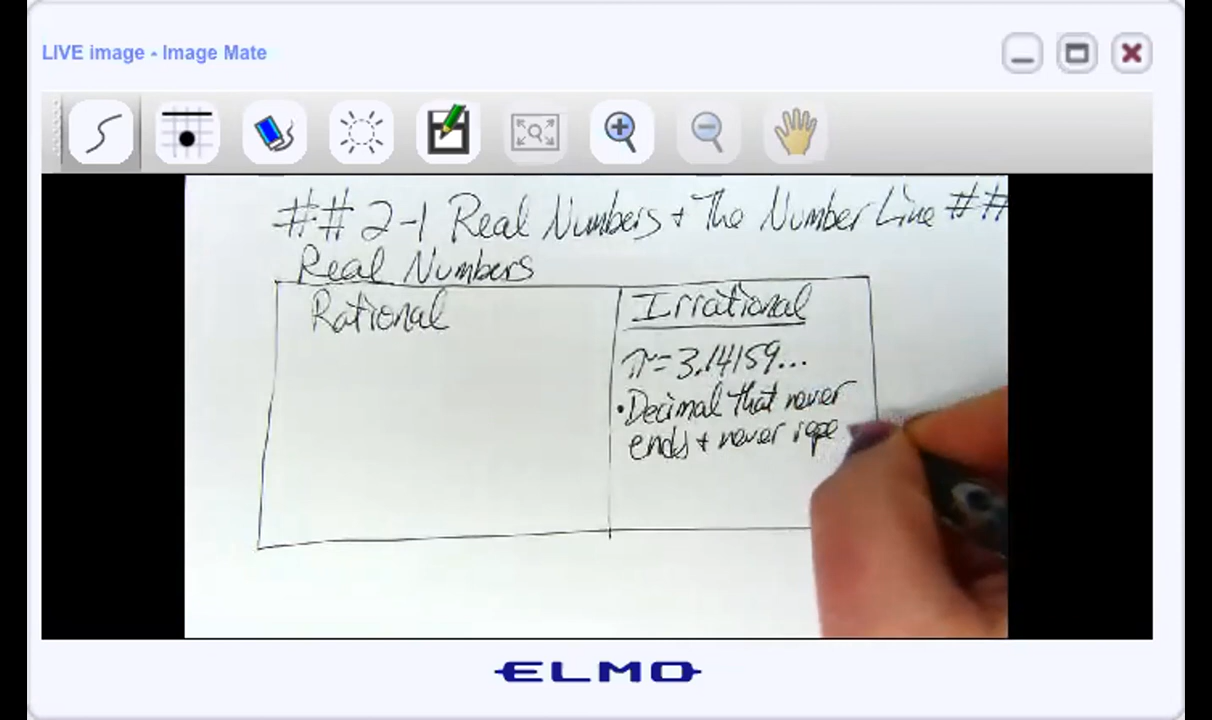 LIVE image - Image Mate
## 2-1 Real Numbers + The Number Line ##
Real Numbers
Rational
Irrational
π = 3.14159...
• Decimal that never
ends + never repe
ELMO